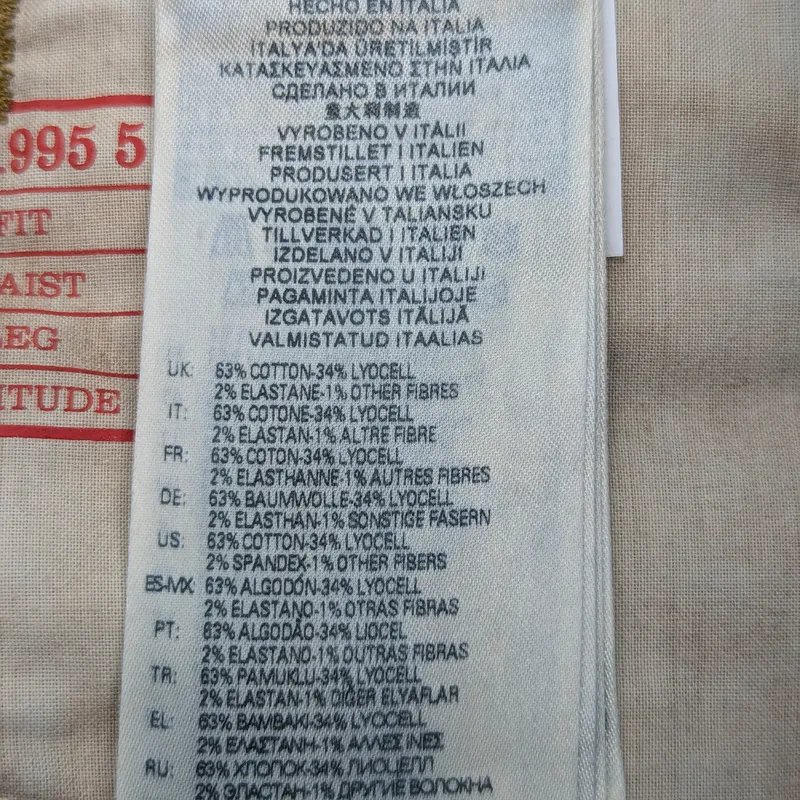 HECHO EN ITALIA
PRODUZIDO NA ITALIA
İTALYA'DA ÜRETILMIŞTIR
ΚΑΤΑΣΚΕΥΑΣΜΕΝΟ ΣΤΗΝ ΙΤΑΛΙΑ
СДЕЛАНО В ИТАЛИИ
意大利制造
VYROBENO V ITÁLII
FREMSTILLET I ITALIEN
PRODUSERT I ITALIA
WYPRODUKOWANO WE WŁOSZECH
VYROBENÉ V TALIANSKU
TILLVERKAD I ITALIEN
IZDELANO V ITALIJI
PROIZVEDENO U ITALIJI
PAGAMINTA ITALIJOJE
IZGATAVOTS ITĀLIJĀ
VALMISTATUD ITAALIAS
UK: 63% COTTON-34% LYOCELL
2% ELASTANE-1% OTHER FIBRES
IT: 63% COTONE-34% LYOCELL
2% ELASTAN-1% ALTRE FIBRE
FR: 63% COTON-34% LYOCELL
2% ELASTHANNE-1% AUTRES FIBRES
DE: 63% BAUMWOLLE-34% LYOCELL
2% ELASTHAN-1% SONSTIGE FASERN
US: 63% COTTON-34% LYOCELL
2% SPANDEX-1% OTHER FIBERS
ES-MX: 63% ALGODÓN-34% LYOCELL
2% ELASTANO-1% OTRAS FIBRAS
PT: 63% ALGODÃO-34% LIOCEL
2% ELASTANO-1% OUTRAS FIBRAS
TR: 63% PAMUKLU-34% LYOCELL
2% ELASTAN-1% DİĞER ELYAFLAR
EL: 63% ΒΑΜΒΑΚΙ-34% LYOCELL
2% ΕΛΑΣΤΑΝΗ-1% ΑΛΛΕΣ ΙΝΕΣ
RU: 63% ХЛОПОК-34% ЛИОЦЕЛЛ
2% ЭЛАСТАН-1% ДРУГИЕ ВОЛОКНА
1995 5
FIT
AIST
LEG
ITUDE